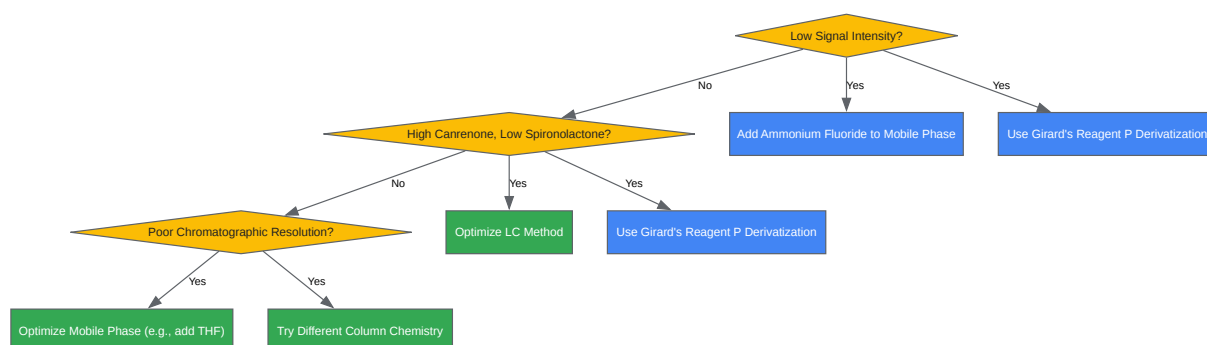 Low Signal Intensity?
No
Yes
Yes
High Canrenone, Low Spironolactone?
Add Ammonium Fluoride to Mobile Phase
Use Girard's Reagent P Derivatization
No
Yes
Yes
Poor Chromatographic Resolution?
Optimize LC Method
Use Girard's Reagent P Derivatization
Yes
Yes
Optimize Mobile Phase (e.g., add THF)
Try Different Column Chemistry